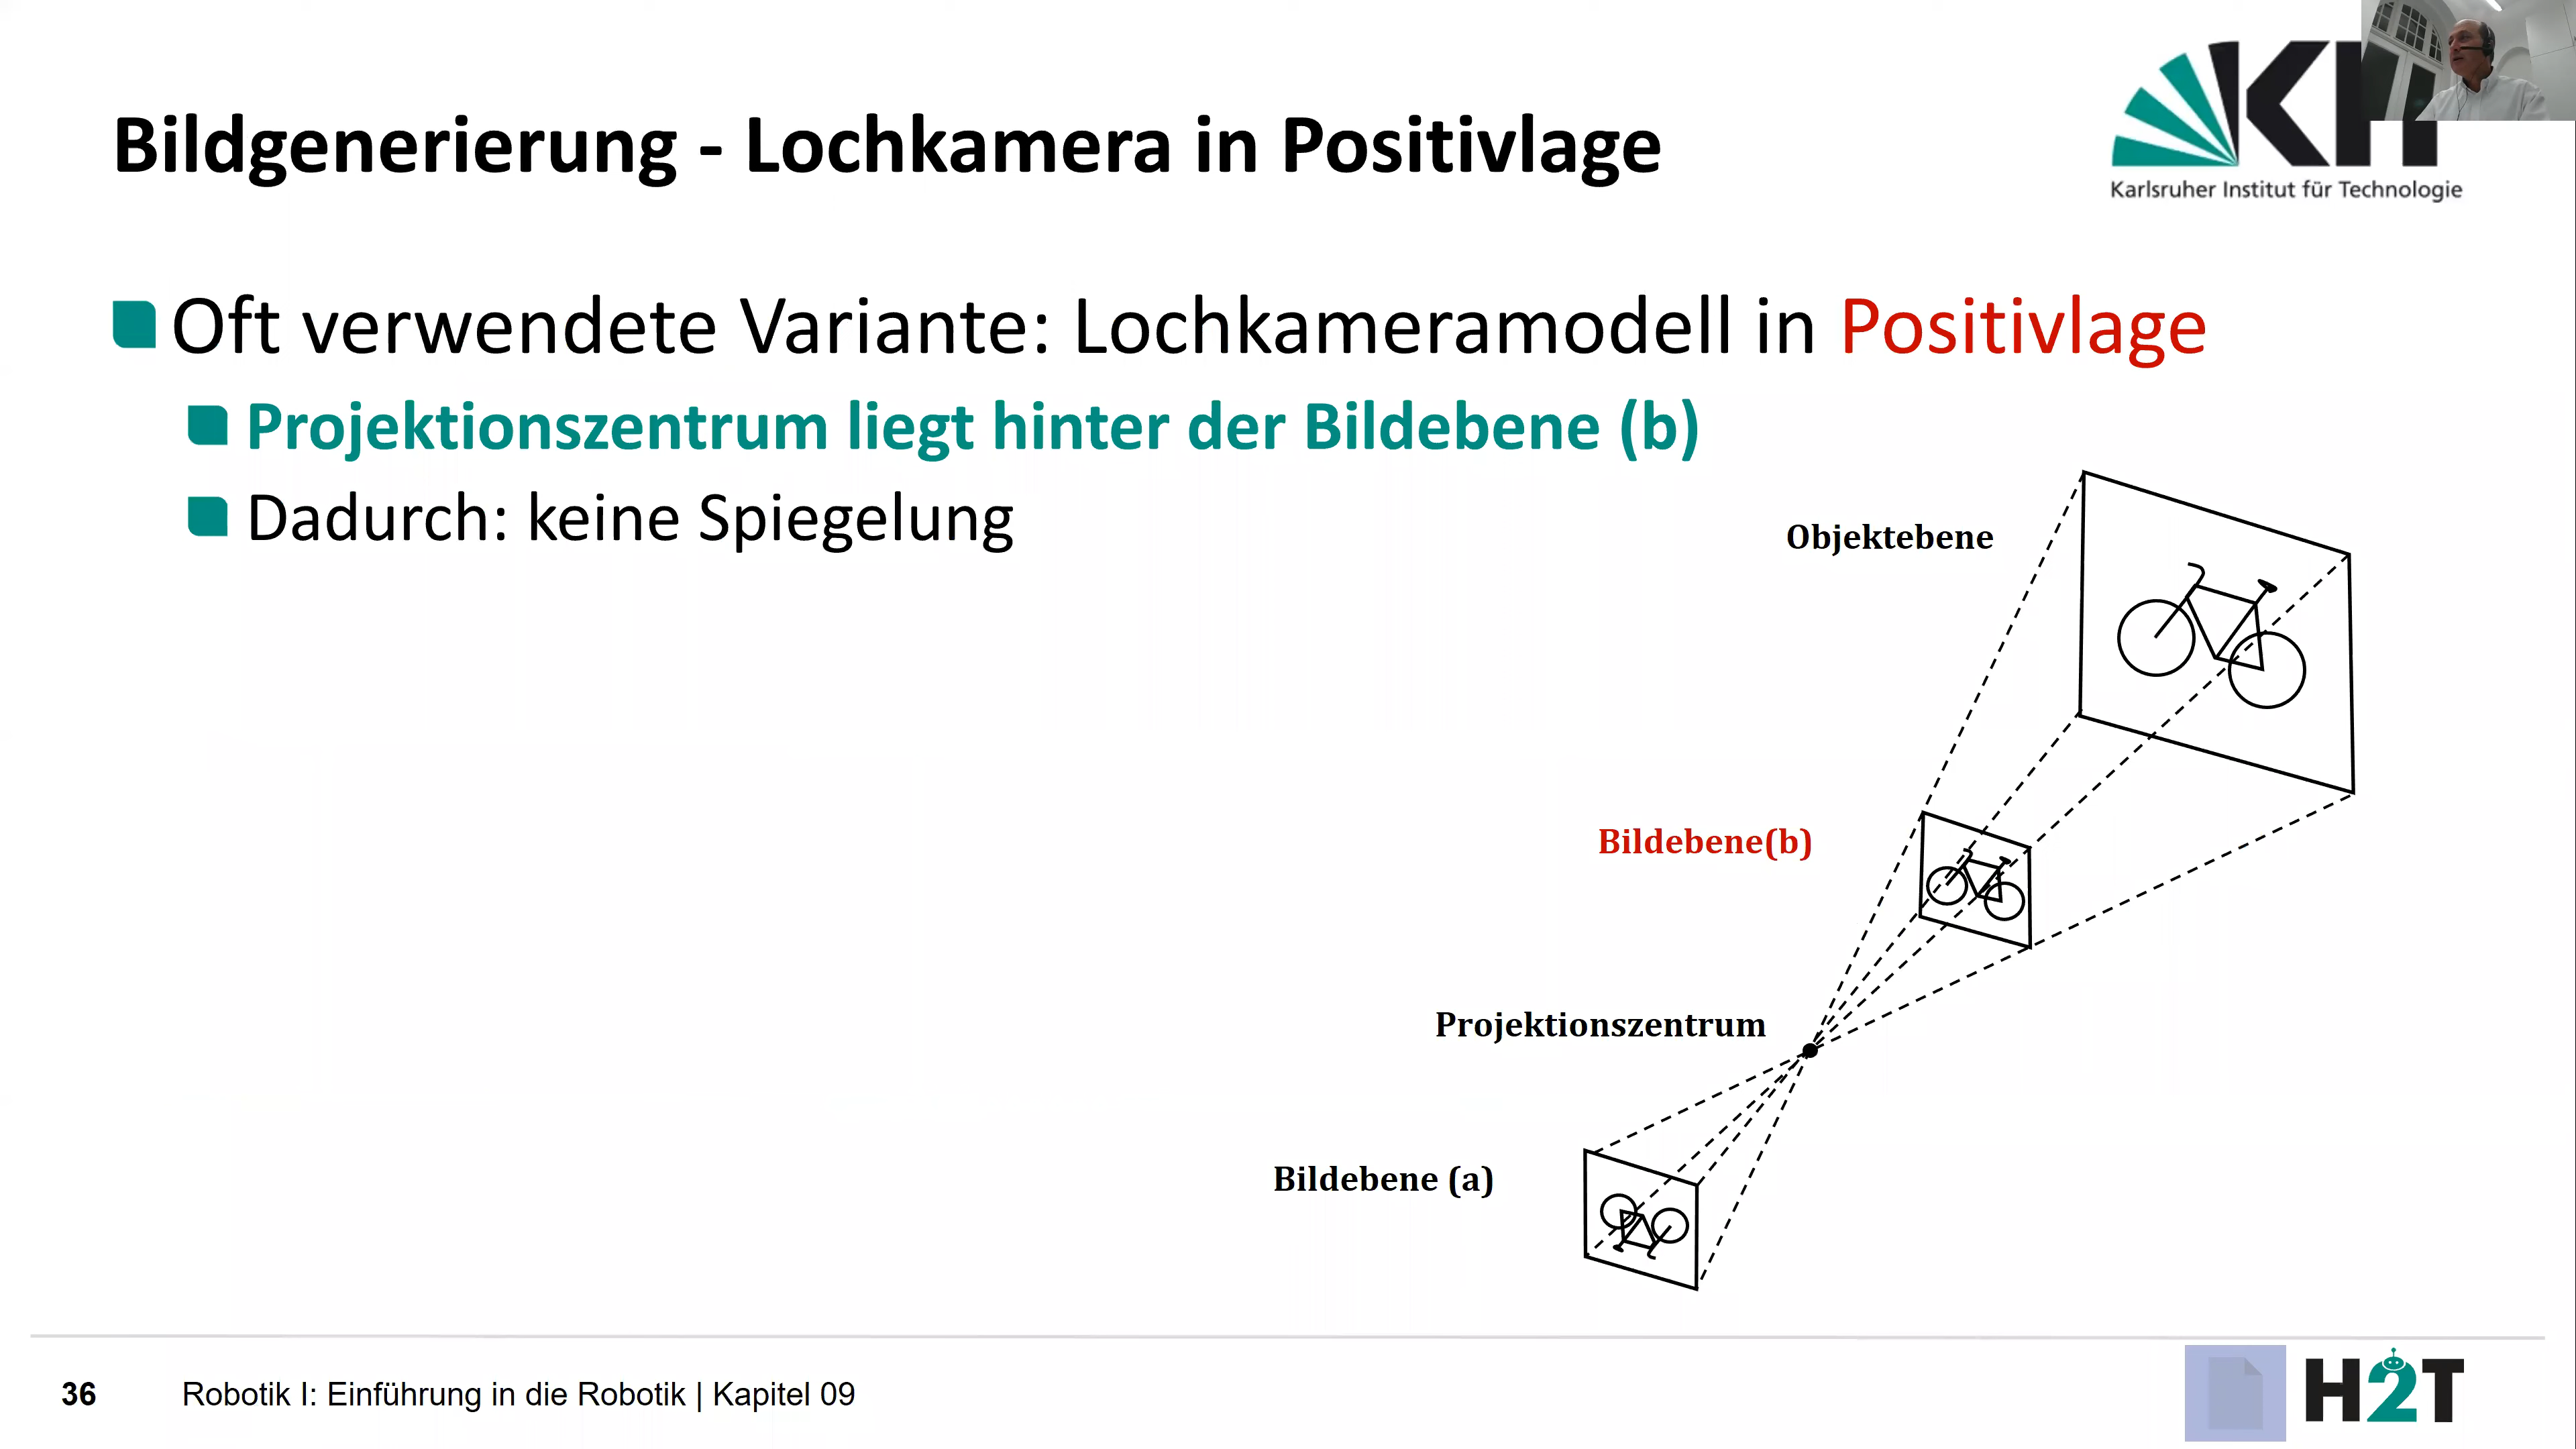 Bildgenerierung - Lochkamera in Positivlage
Karlsruher Institut für Technologie
Oft verwendete Variante: Lochkameramodell in Positivlage
Projektionszentrum liegt hinter der Bildebene (b)
Dadurch: keine Spiegelung
Objektebene
Bildebene(b)
Projektionszentrum
Bildebene (a)
36 Robotik I: Einführung in die Robotik | Kapitel 09
H2T